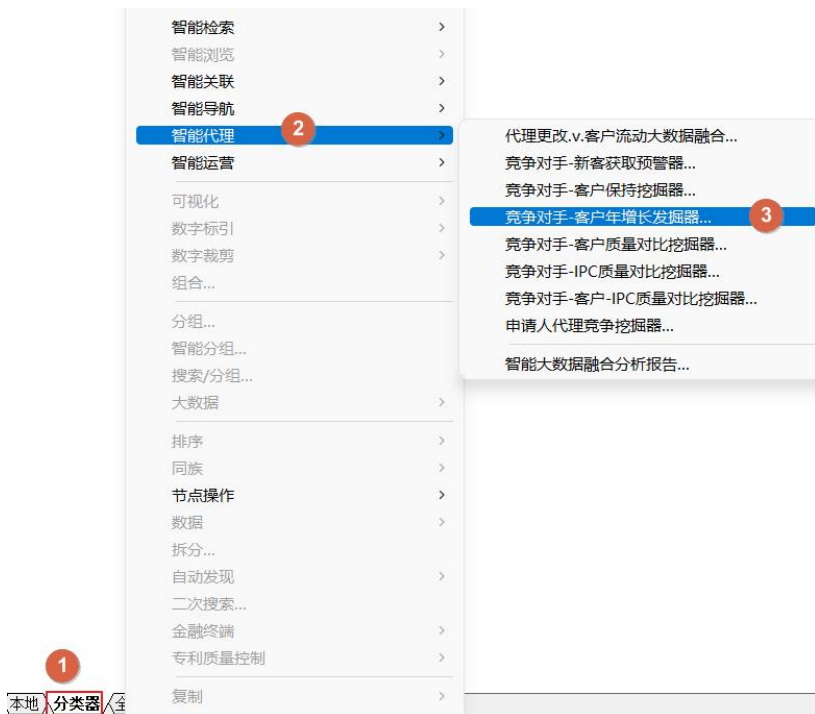 智能检索
智能浏览
智能关联
智能导航
智能代理 2
智能运营
可视化
数字标引
数字裁剪
组合...
分组...
智能分组...
搜索/分组...
大数据
排序
同族
节点操作
数据
拆分...
自动发现
二次搜索...
金融终端
专利质量控制
复制
代理更改.v.客户流动大数据融合...
竞争对手-新客获取预警器...
竞争对手-客户保持挖掘器...
竞争对手-客户年增长发掘器... 3
竞争对手-客户质量对比挖掘器...
竞争对手-IPC质量对比挖掘器...
竞争对手-客户-IPC质量对比挖掘器...
申请人代理竞争挖掘器...
智能大数据融合分析报告...
1
本地 分类器 全